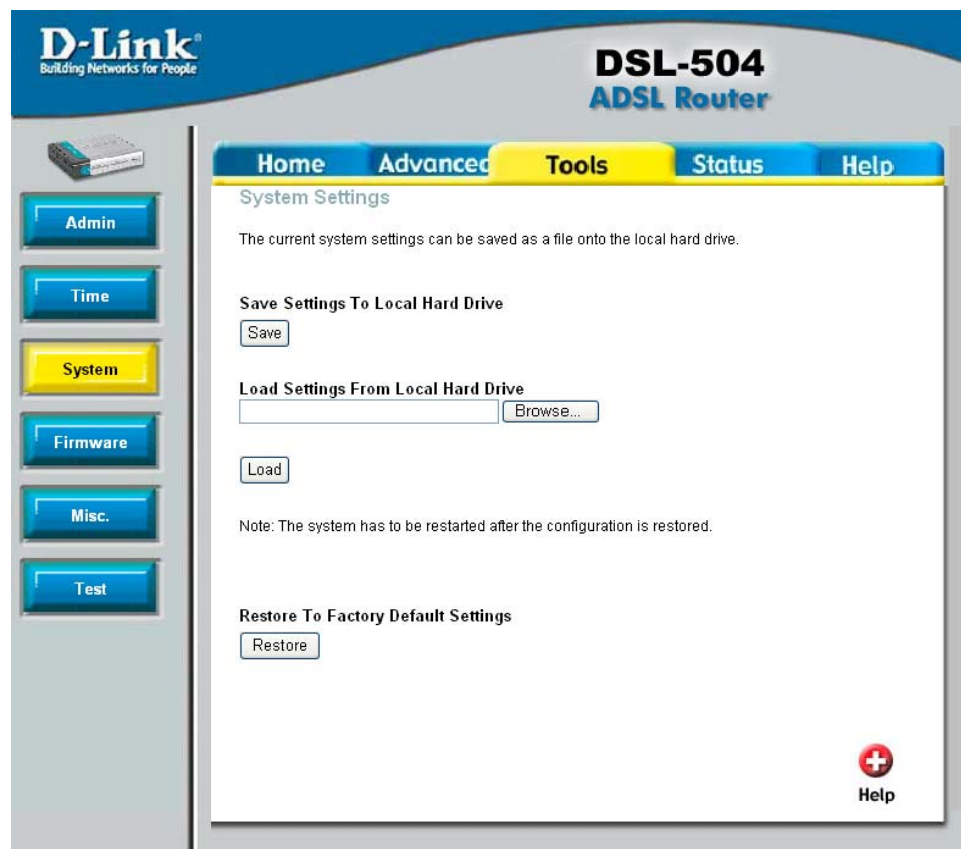 D-Link®
Building Networks for People
DSL-504
ADSL Router
Home Advanced Tools Status Help
Admin
Time
System
Firmware
Misc.
Test
System Settings
The current system settings can be saved as a file onto the local hard drive.
Save Settings To Local Hard Drive
Save
Load Settings From Local Hard Drive
Browse...
Load
Note: The system has to be restarted after the configuration is restored.
Restore To Factory Default Settings
Restore
Help